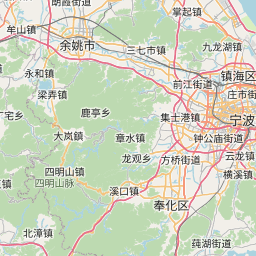 朗霞街道
掌起镇
牟山镇
余姚市
三七市镇
九龙湖镇
永和镇
前江街道
镇海区
梁弄镇
庄市街
鹿亭乡
集士港镇
宁波
大岚镇
章水镇
钟公庙街道
龙观乡
方桥街道
云龙镇
四明山镇
横溪镇
四明山脉
溪口镇
奉化区
北漳镇
莼湖街道